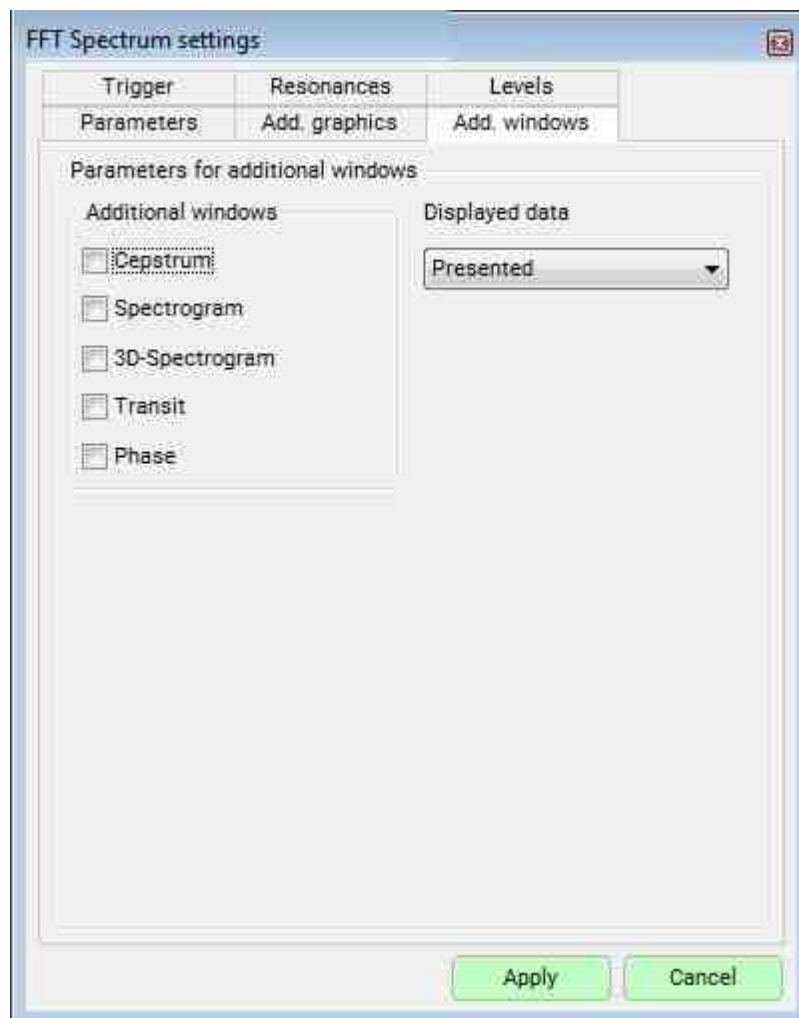 FFT Spectrum settings
Trigger Resonances Levels
Parameters Add. graphics Add. windows
Parameters for additional windows
Additional windows Displayed data
Cepstrum
Presented
Spectrogram
3D-Spectrogram
Transit
Phase
Apply Cancel